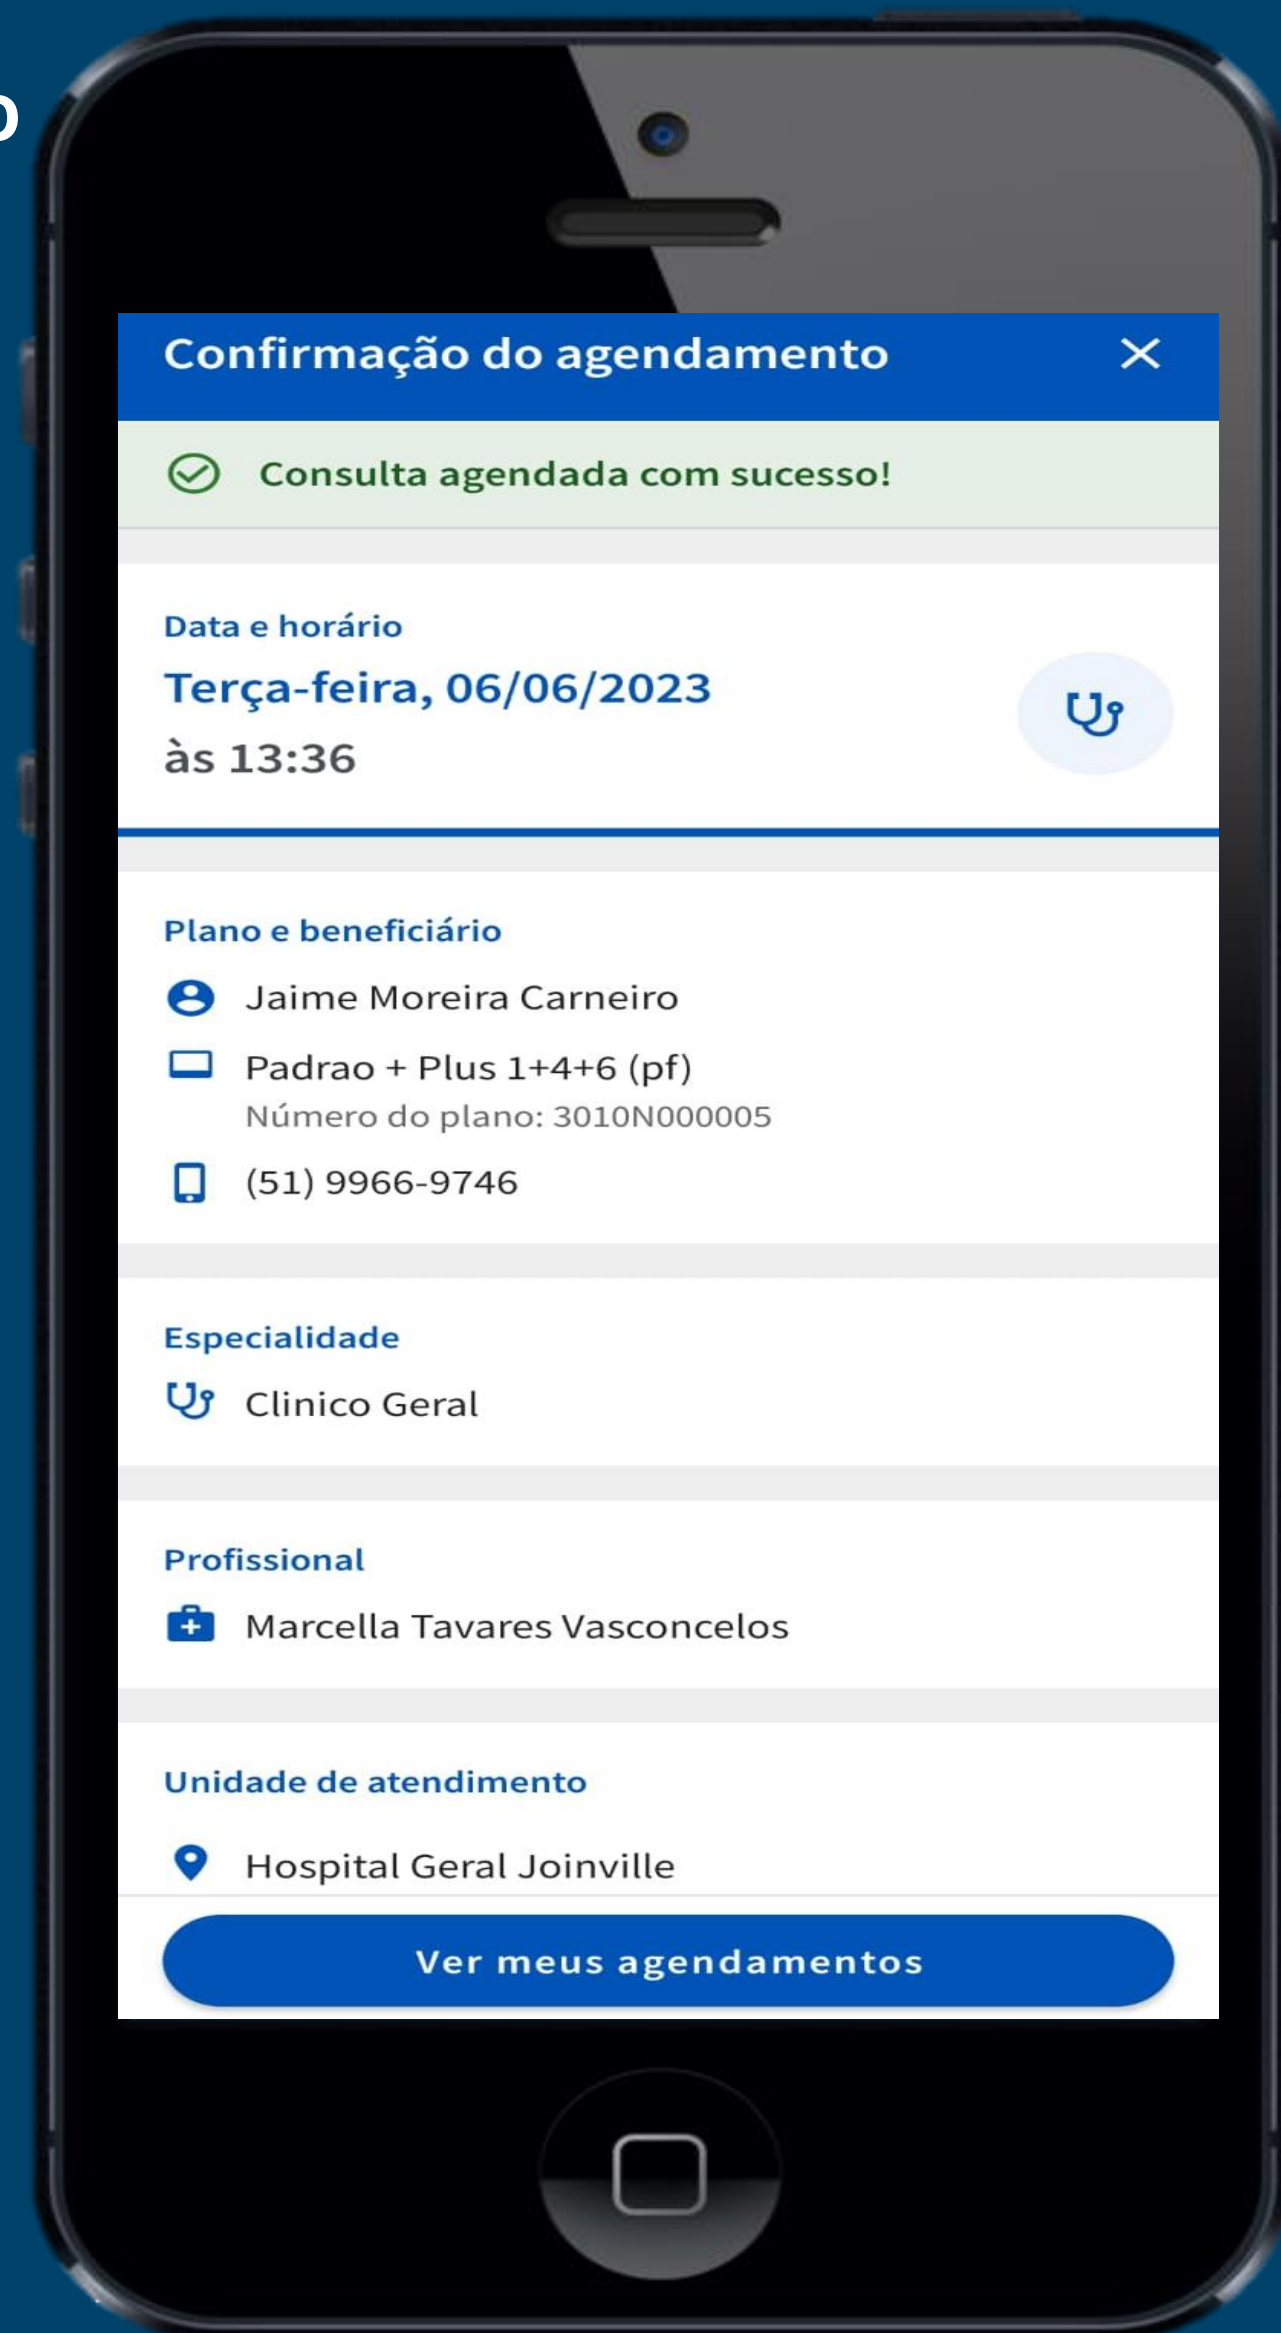 Confirmação do agendamento
Consulta agendada com sucesso!
Data e horário
Terça-feira, 06/06/2023
às 13:36
Plano e beneficiário
Jaime Moreira Carneiro
Padrao + Plus 1+4+6 (pf)
Número do plano: 3010N000005
(51) 9966-9746
Especialidade
Clinico Geral
Profissional
Marcella Tavares Vasconcelos
Unidade de atendimento
Hospital Geral Joinville
Ver meus agendamentos